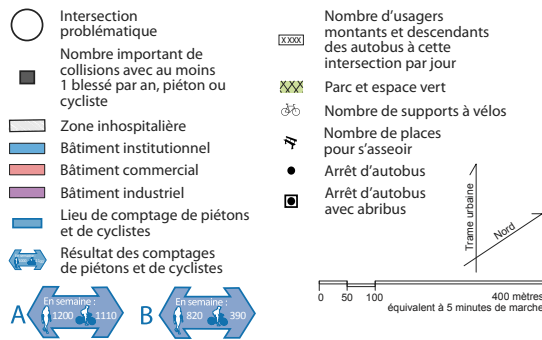 Intersection
problématique
Nombre important de
collisions avec au moins
1 blessé par an, piéton ou
cycliste
Zone inhospitalière
Bâtiment institutionnel
Bâtiment commercial
Bâtiment industriel
Lieu de comptage de piétons
et de cyclistes
Résultat des comptages
de piétons et de cyclistes
A
En semaine :
1200 1110
B
En semaine :
820 390
XXXX
Nombre d'usagers
montants et descendants
des autobus à cette
intersection par jour
Parc et espace vert
Nombre de supports à vélos
Nombre de places
pour s'asseoir
Arrêt d'autobus
Arrêt d'autobus
avec abribus
Trame urbaine
Nord
0 50 100
400 mètres
équivalent à 5 minutes de marche